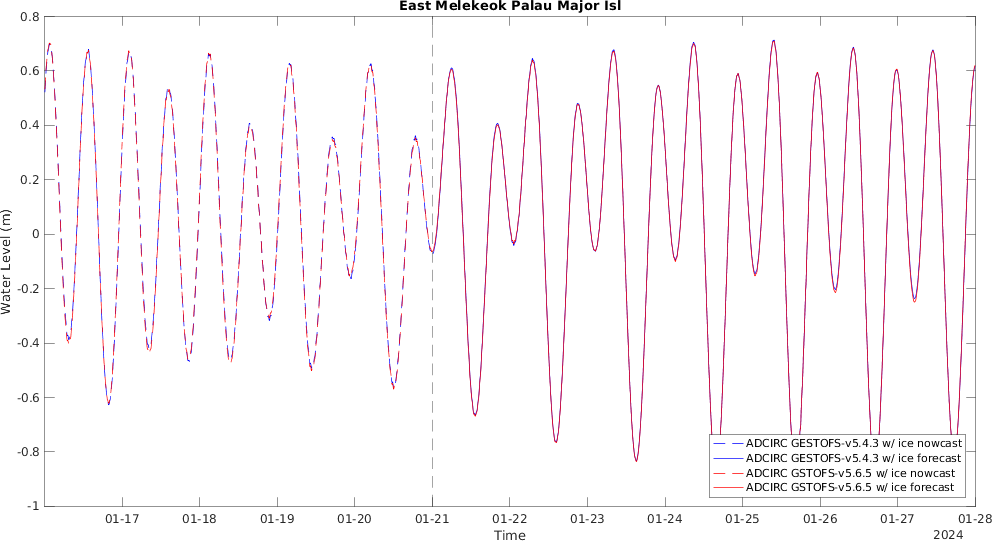 East Melekeok Palau Major Isl
0.8
0.6
0.4
0.2
0
-0.2
-0.4
-0.6
-0.8
-1
Water Level (m)
ADCIRC GESTOFS-v5.4.3 w/ ice nowcast
ADCIRC GESTOFS-v5.4.3 w/ ice forecast
ADCIRC GSTOFS-v5.6.5 w/ ice nowcast
ADCIRC GSTOFS-v5.6.5 w/ ice forecast
01-17 01-18 01-19 01-20 01-21 01-22 01-23 01-24 01-25 01-26 01-27 01-28
Time 2024